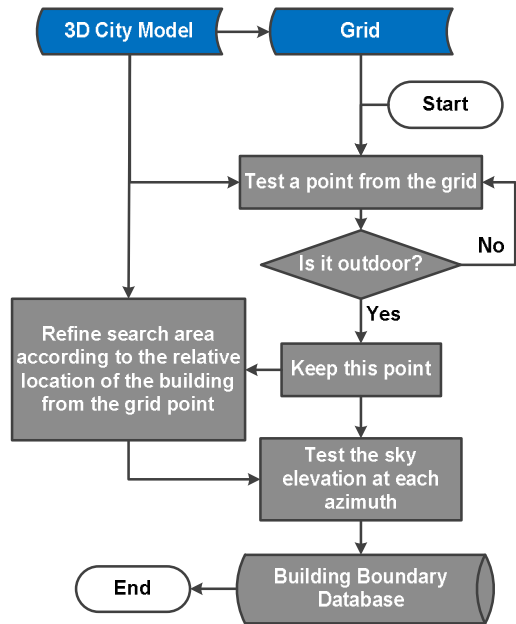 3D City Model
Grid
Start
Test a point from the grid
Is it outdoor?
No
Yes
Refine search area
according to the relative
location of the building
from the grid point
Keep this point
Test the sky
elevation at each
azimuth
Building Boundary
Database
End